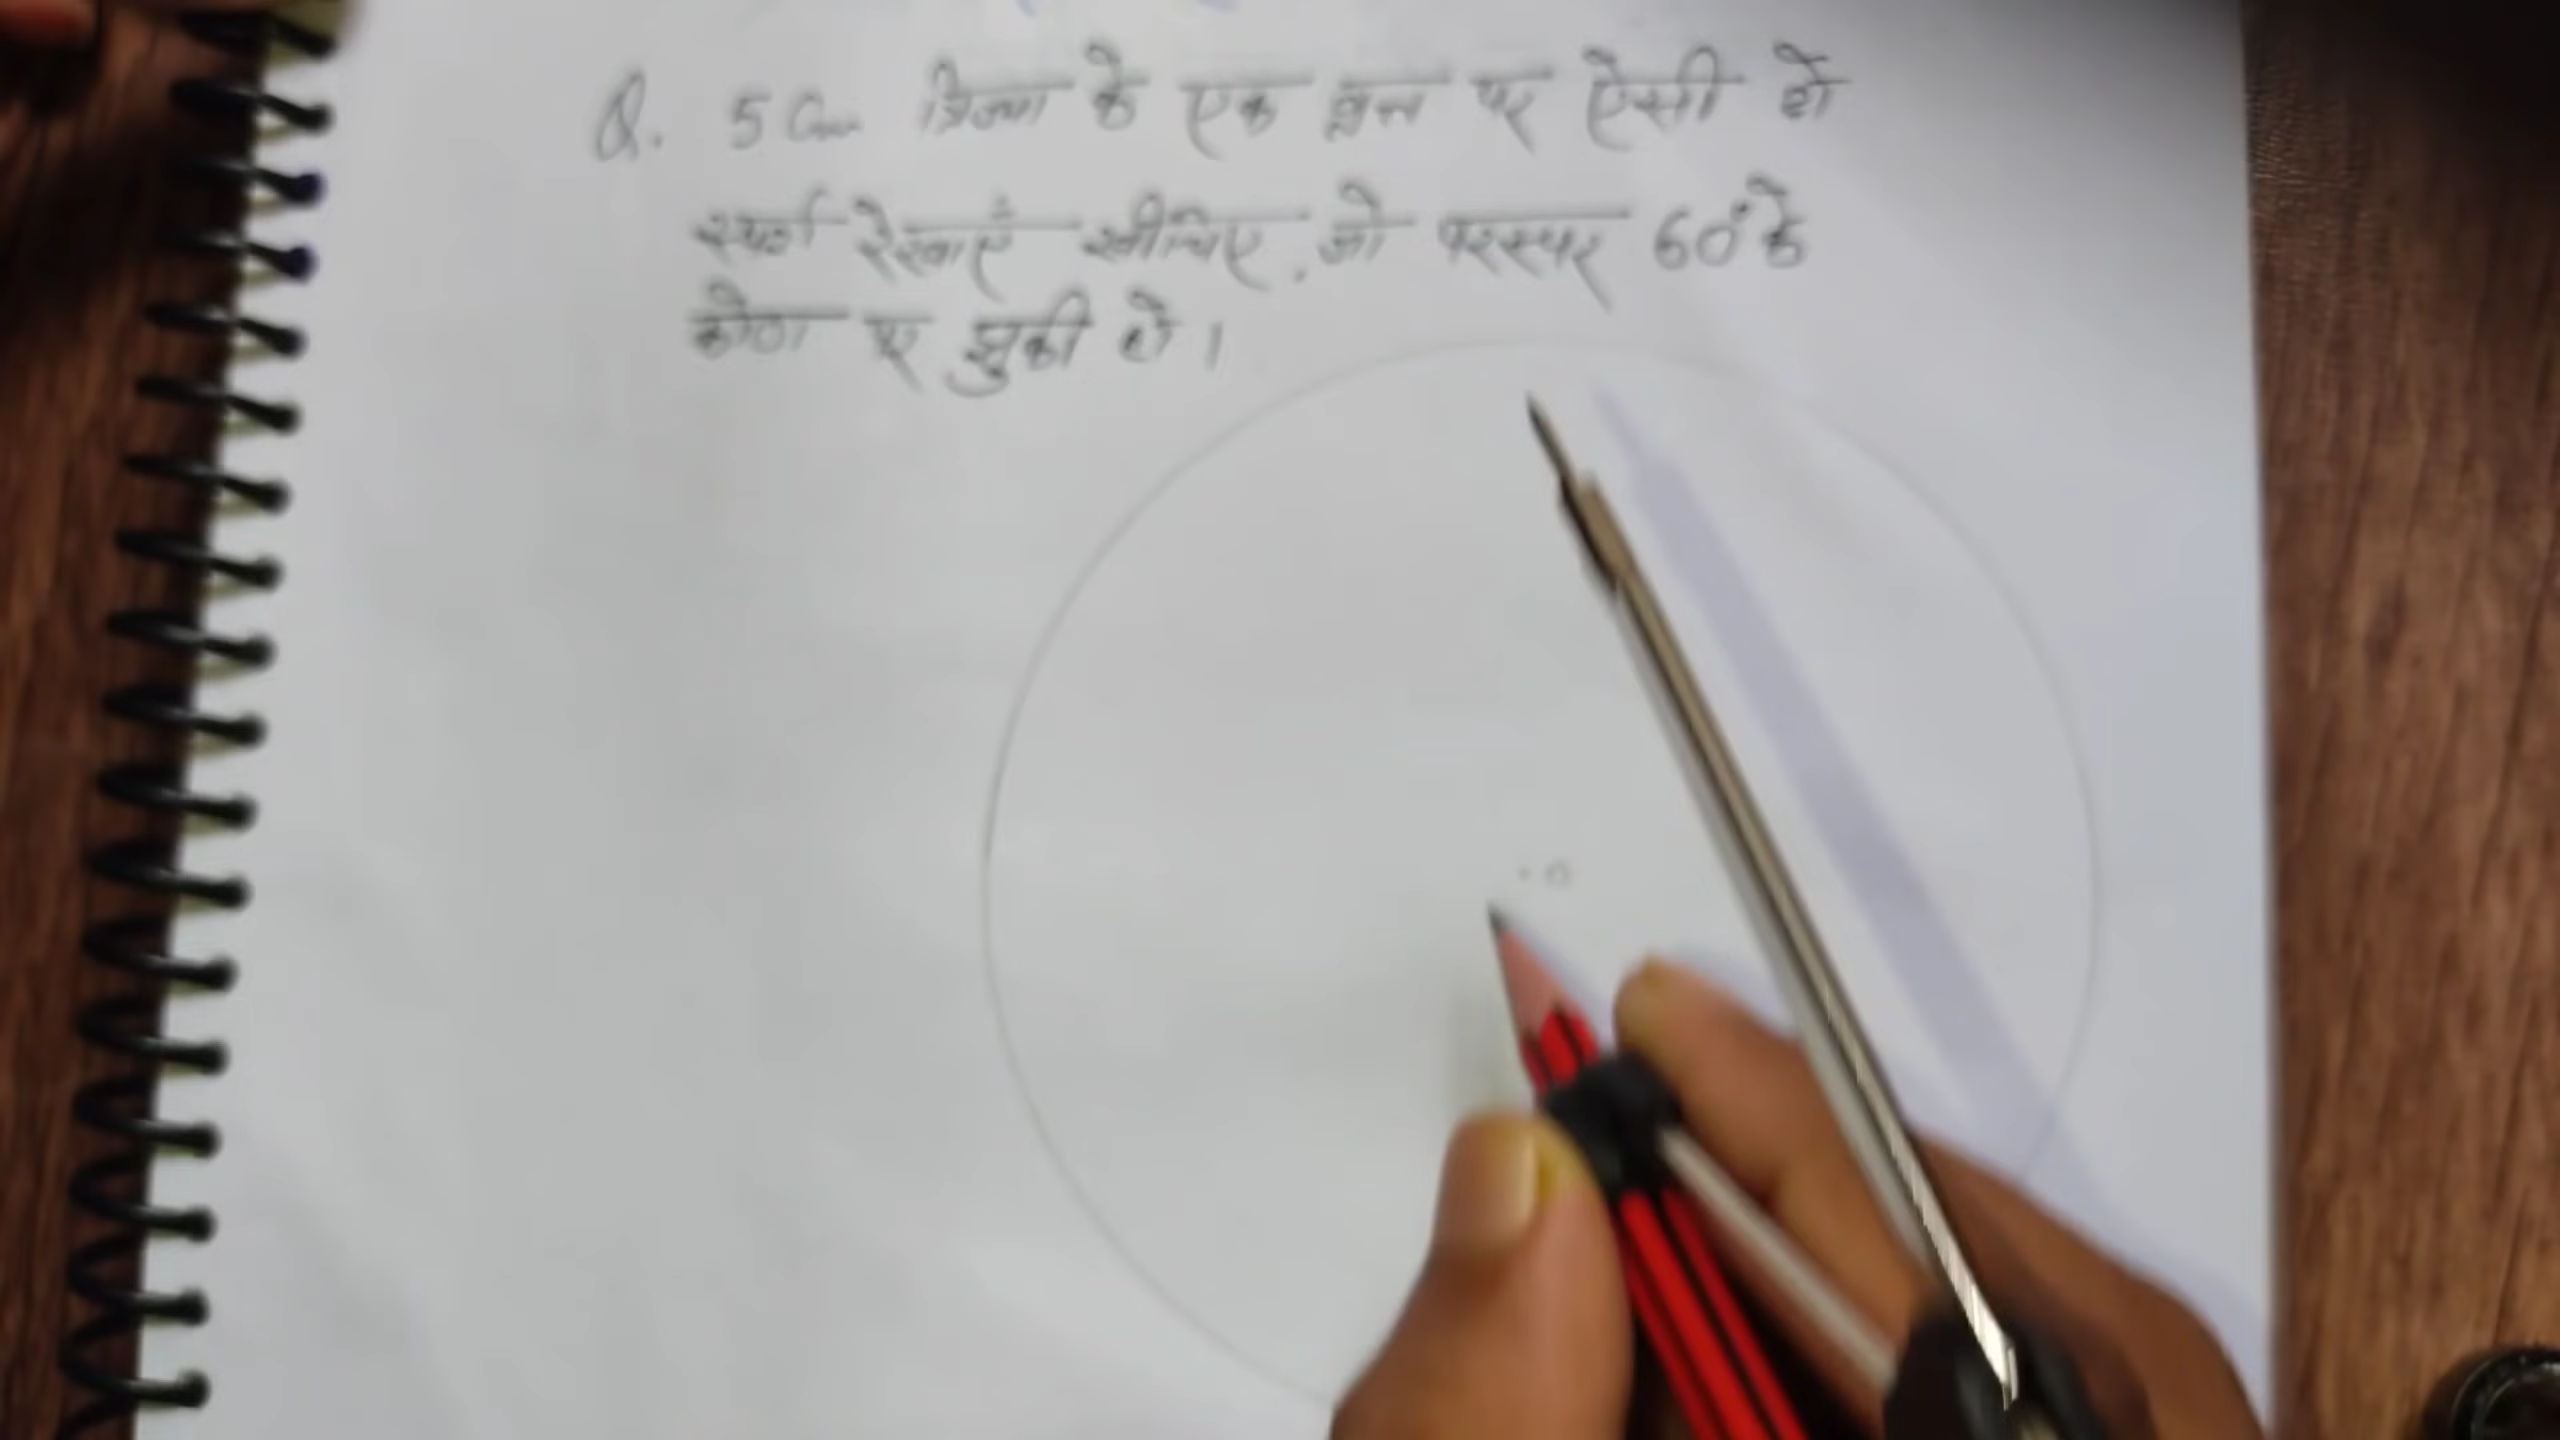 Q. 5 Cm त्रिज्या के एक वृत्त पर ऐसी दो
स्पर्श रेखाएँ खींचिए, जो परस्पर 60° के
कोण पर झुकी हो।
. O